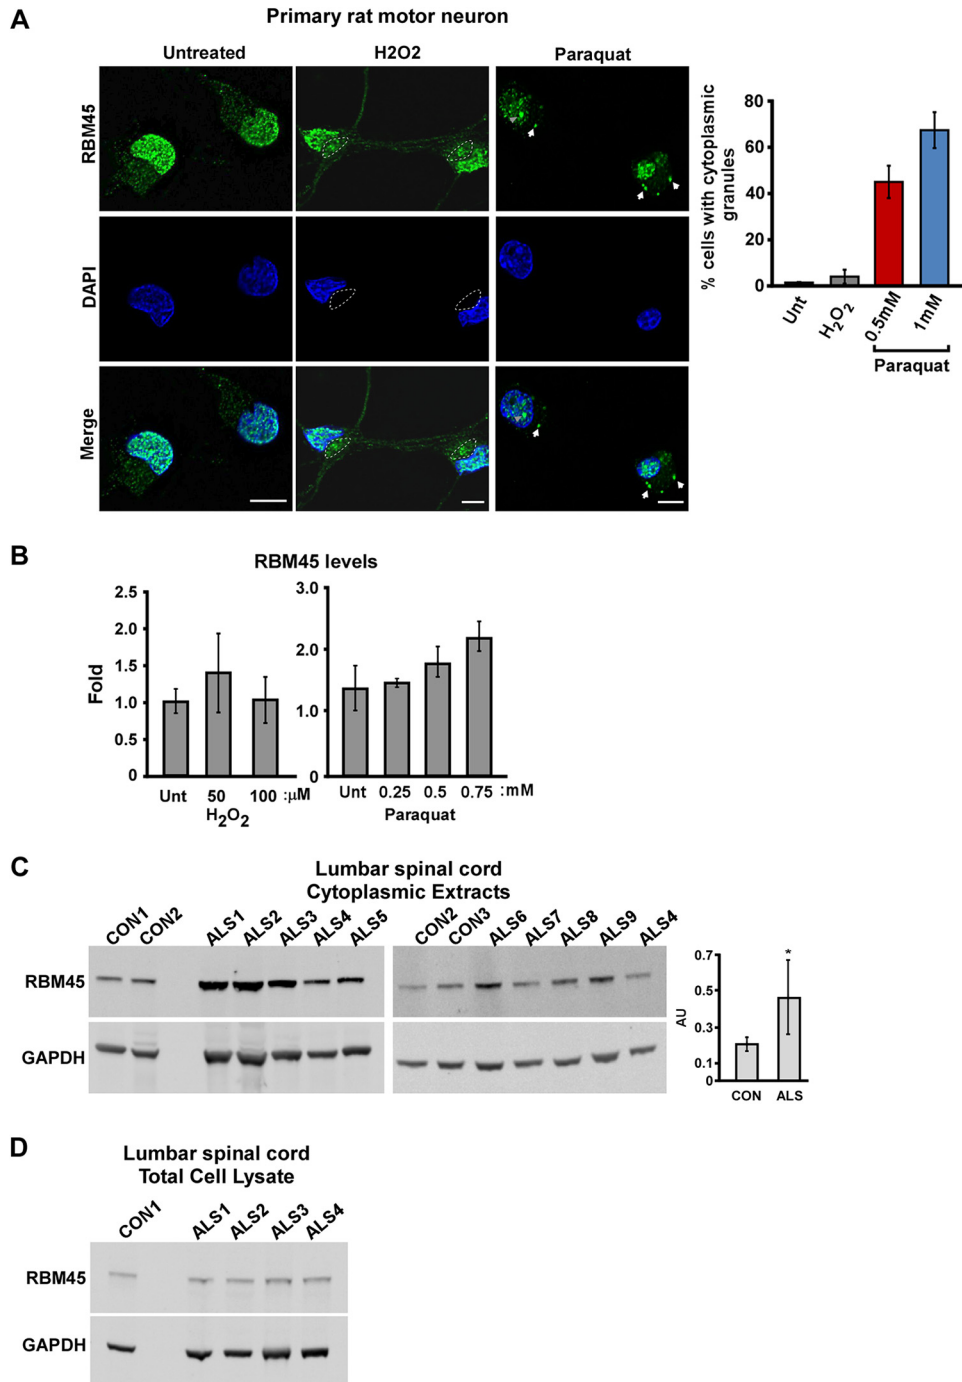 A
Primary rat motor neuron
Untreated
H2O2
Paraquat
RBM45
DAPI
Merge
% cells with cytoplasmic
granules
80
60
40
20
0
Unt
H₂O₂
0.5mM
1mM
Paraquat
B
RBM45 levels
Fold
2.5
2.0
1.5
1.0
0.5
0
Unt 50 100 :μM
H₂O₂
3.0
2.0
1.0
0
Unt 0.25 0.5 0.75 :mM
Paraquat
C
Lumbar spinal cord
Cytoplasmic Extracts
CON1 CON2 ALS1 ALS2 ALS3 ALS4 ALS5
CON2 CON3 ALS6 ALS7 ALS8 ALS9 ALS4
RBM45
GAPDH
AU
0.7
0.5
0.3
0.1
0
*
CON ALS
D
Lumbar spinal cord
Total Cell Lysate
CON1 ALS1 ALS2 ALS3 ALS4
RBM45
GAPDH